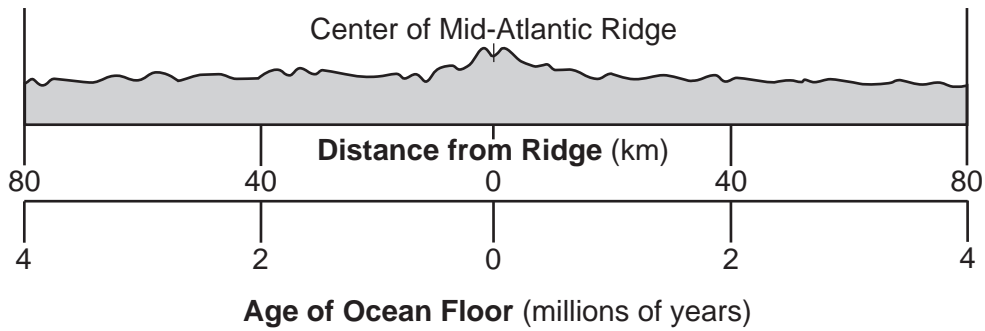 Center of Mid-Atlantic Ridge
Distance from Ridge (km)
80 40 0 40 80
4 2 0 2 4
Age of Ocean Floor (millions of years)